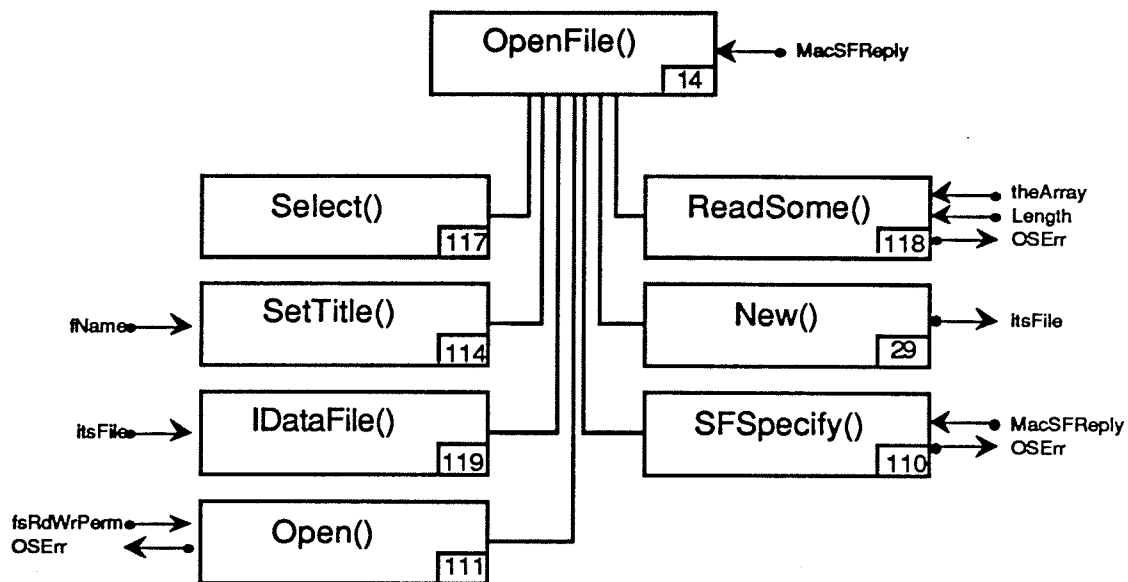 OpenFile()
MacSFReply
14
Select()
117
ReadSome()
theArray
Length
OSErr
118
fName
SetTitle()
114
New()
itsFile
29
itsFile
IDataFile()
119
SFSpecify()
MacSFReply
OSErr
110
fsRdWrPerm
OSErr
Open()
111